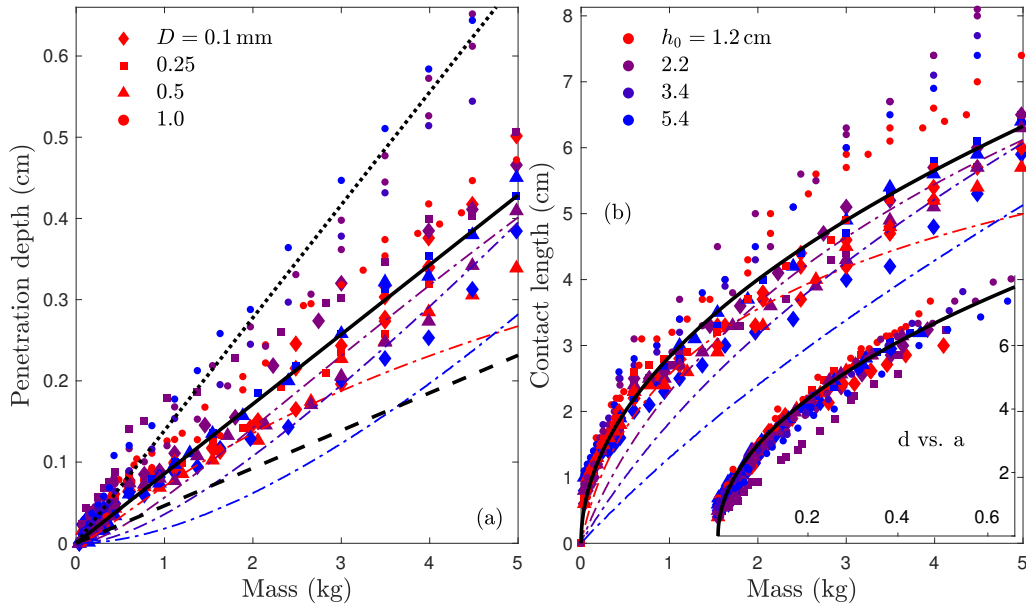 D = 0.1 mm
0.25
0.5
1.0
0.6
0.5
0.4
0.3
0.2
0.1
0
Penetration depth (cm)
(a)
0 1 2 3 4 5
Mass (kg)
h0 = 1.2 cm
2.2
3.4
5.4
8
7
6
5
4
3
2
1
0
Contact length (cm)
(b)
6
4
2
d vs. a
0.2 0.4 0.6
0 1 2 3 4 5
Mass (kg)